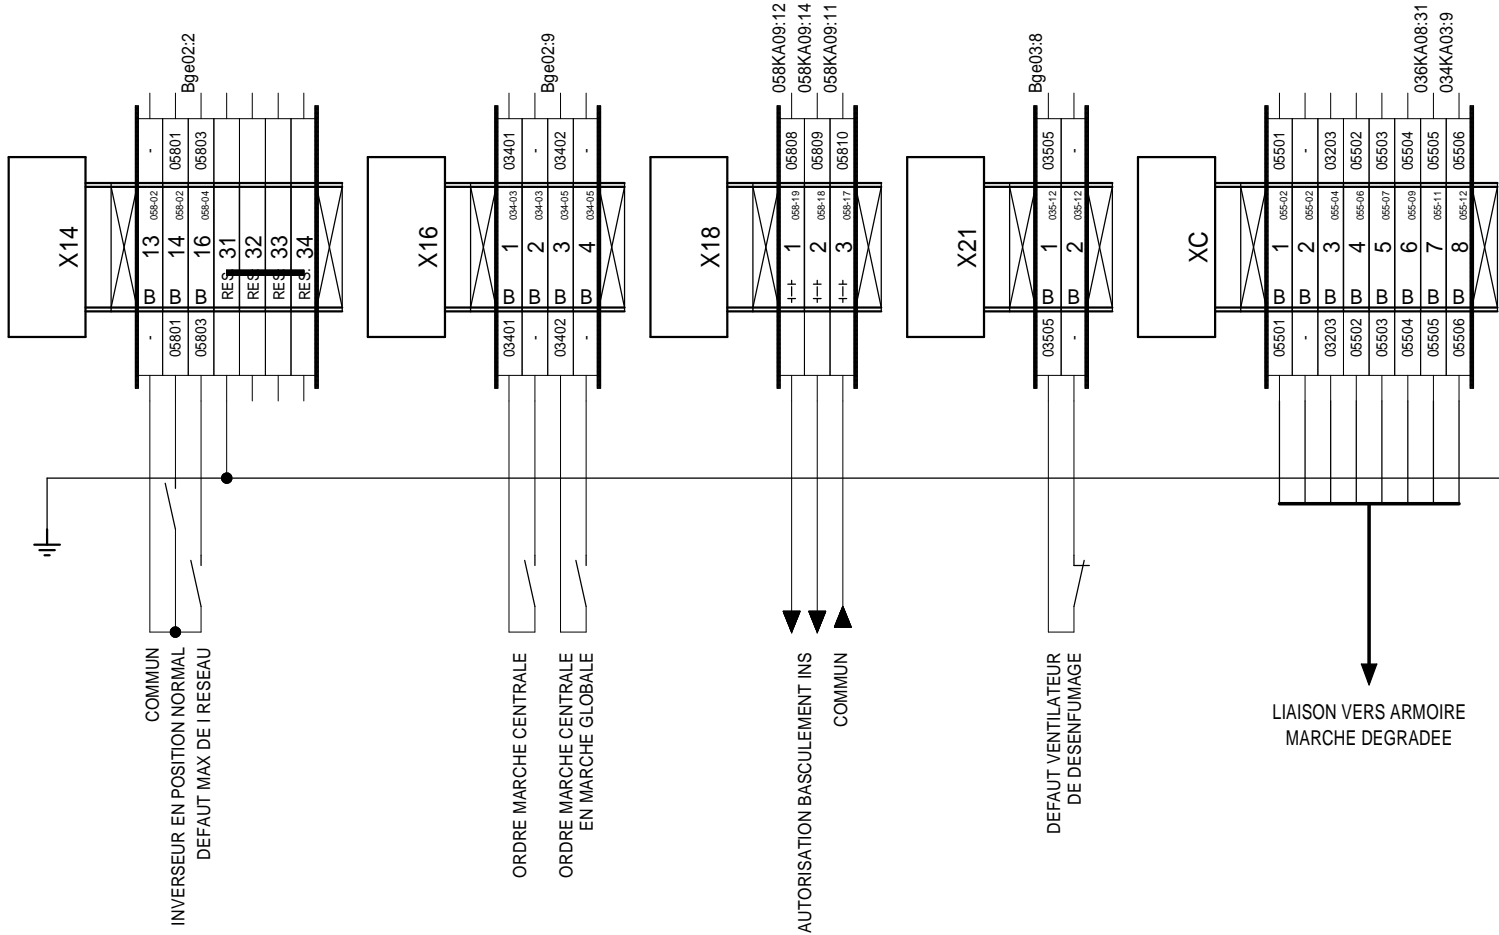 X14
Bge02:2
-
05801
05803
13
14
16
31
32
33
34
058-02
058-02
058-04
B
B
B
RES.
RES.
RES.
RES.
-
05801
05803
COMMUN
INVERSEUR EN POSITION NORMAL
DEFAUT MAX DE I RESEAU
X16
Bge02:9
03401
-
03402
-
034-03
034-03
034-05
034-05
1
2
3
4
B
B
B
B
03401
-
03402
-
ORDRE MARCHE CENTRALE
ORDRE MARCHE CENTRALE
EN MARCHE GLOBALE
X18
058KA09:12
058KA09:14
058KA09:11
05808
05809
05810
058-19
058-18
058-17
1
2
3
AUTORISATION BASCULEMENT INS
COMMUN
X21
Bge03:8
03505
-
035-12
035-12
1
2
B
B
03505
-
DEFAUT VENTILATEUR
DE DESENFUMAGE
XC
036KA08:31
034KA03:9
05501
-
03203
05502
05503
05504
05505
05506
055-02
055-02
055-04
055-06
055-07
055-09
055-11
055-12
1
2
3
4
5
6
7
8
B
B
B
B
B
B
B
B
05501
-
03203
05502
05503
05504
05505
05506
LIAISON VERS ARMOIRE
MARCHE DEGRADEE